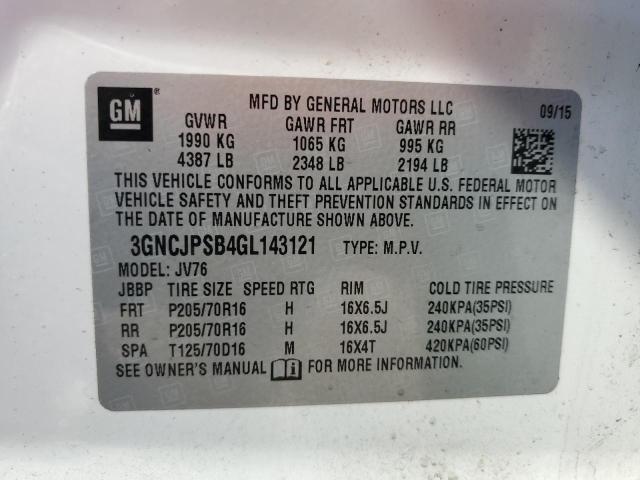 GM ®
MFD BY GENERAL MOTORS LLC 09/15
GVWR GAWR FRT GAWR RR
1990 KG 1065 KG 995 KG
4387 LB 2348 LB 2194 LB
THIS VEHICLE CONFORMS TO ALL APPLICABLE U.S. FEDERAL MOTOR
VEHICLE SAFETY AND THEFT PREVENTION STANDARDS IN EFFECT ON
THE DATE OF MANUFACTURE SHOWN ABOVE.
3GNCJPSB4GL143121 TYPE: M.P.V.
MODEL: JV76
JBBP TIRE SIZE SPEED RTG RIM COLD TIRE PRESSURE
FRT P205/70R16 H 16X6.5J 240KPA(35PSI)
RR P205/70R16 H 16X6.5J 240KPA(35PSI)
SPA T125/70D16 M 16X4T 420KPA(60PSI)
SEE OWNER'S MANUAL i FOR MORE INFORMATION.